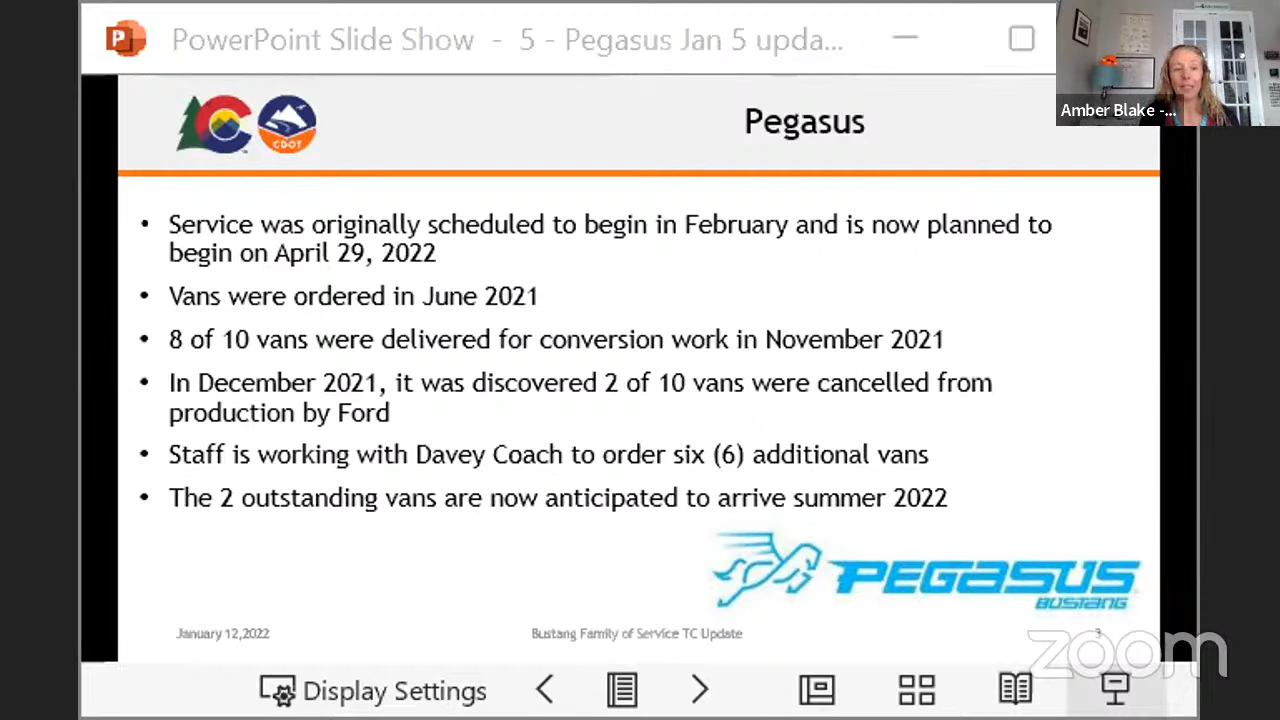 PowerPoint Slide Show - 5 - Pegasus Jan 5 upda...
Amber Blake -...
CDOT
Pegasus
• Service was originally scheduled to begin in February and is now planned to
begin on April 29, 2022
• Vans were ordered in June 2021
• 8 of 10 vans were delivered for conversion work in November 2021
• In December 2021, it was discovered 2 of 10 vans were cancelled from
production by Ford
• Staff is working with Davey Coach to order six (6) additional vans
• The 2 outstanding vans are now anticipated to arrive summer 2022
PEGASUS
BUSTANG
January 12,2022
Bustang Family of Service TC Update
3
zoom
Display Settings